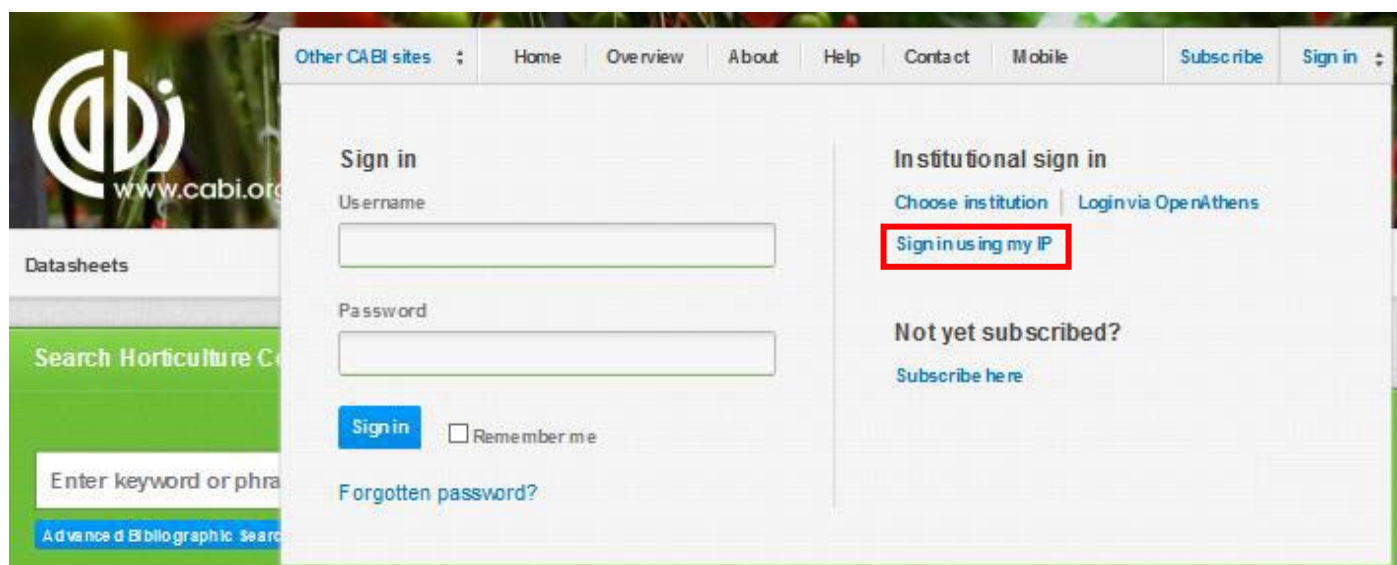 Other CABI sites Home Overview About Help Contact Mobile Subscribe Sign in
cabi
www.cabi.org
Datasheets
Search Horticulture Co
Enter keyword or phra
Advanced Bibliographic Searc
Sign in
Username
Password
Sign in Remember me
Forgotten password?
Institutional sign in
Choose institution Login via OpenAthens
Sign in using my IP
Not yet subscribed?
Subscribe here